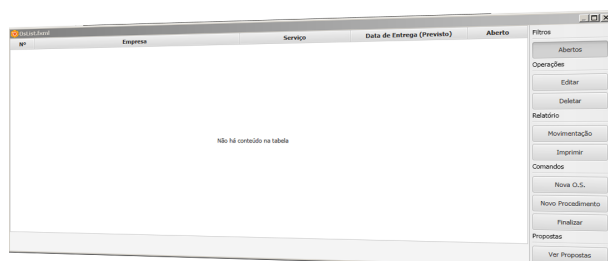 OsList.fxml
Nº Empresa Serviço Data de Entrega (Previsto) Aberto
Não há conteúdo na tabela
Filtros
Abertos
Operações
Editar
Deletar
Relatório
Movimentação
Imprimir
Comandos
Nova O.S.
Novo Procedimento
Finalizar
Propostas
Ver Propostas